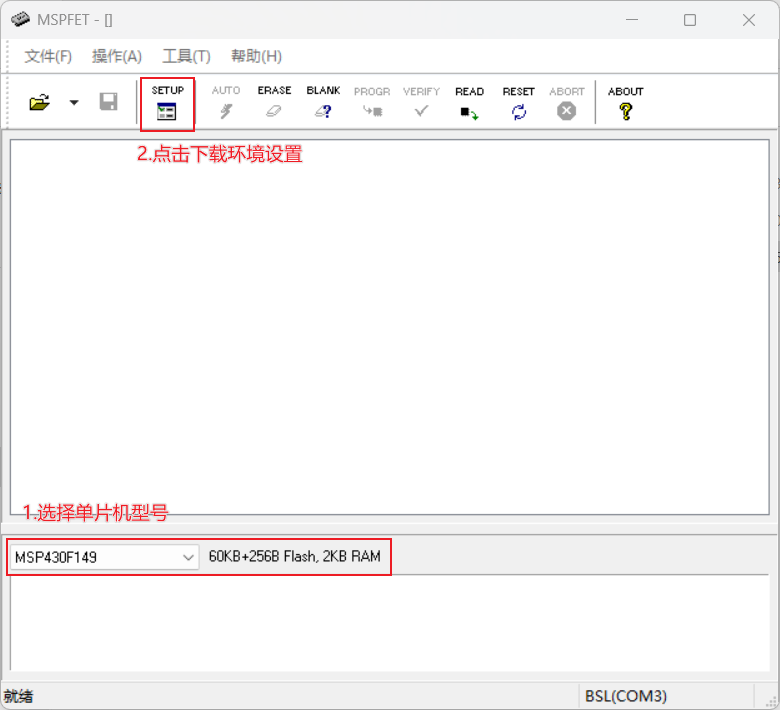 MSPFET - []
文件(F) 操作(A) 工具(T) 帮助(H)
SETUP AUTO ERASE BLANK PROGR VERIFY READ RESET ABORT ABOUT
2.点击下载环境设置
1.选择单片机型号
MSP430F149 60KB+256B Flash, 2KB RAM
就绪 BSL(COM3)